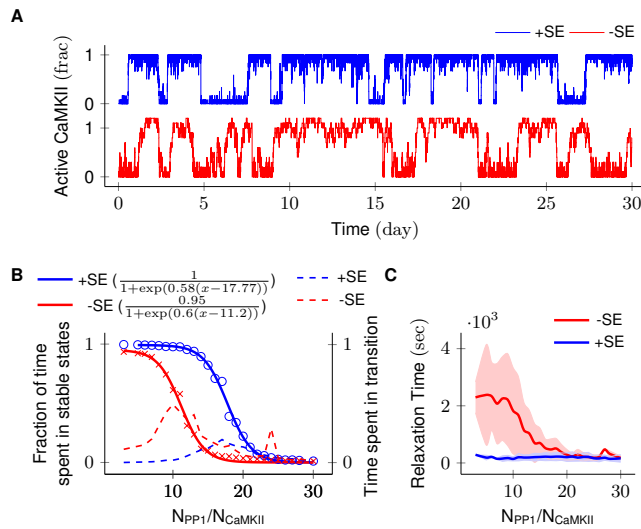 A
+SE
-SE
Active CaMKII (frac)
1
0
1
0
0
5
10
15
20
25
30
Time (day)
B
+SE (1/(1+exp(0.58(x−17.77))))
-SE (0.95/(1+exp(0.6(x−11.2))))
+SE
-SE
Fraction of time
spent in stable states
1
0
Time spent in transition
1
0
10
20
30
N_PP1/N_CaMKII
C
·10³
-SE
+SE
Relaxation Time (sec)
4
2
0
10
20
30
N_PP1/N_CaMKII